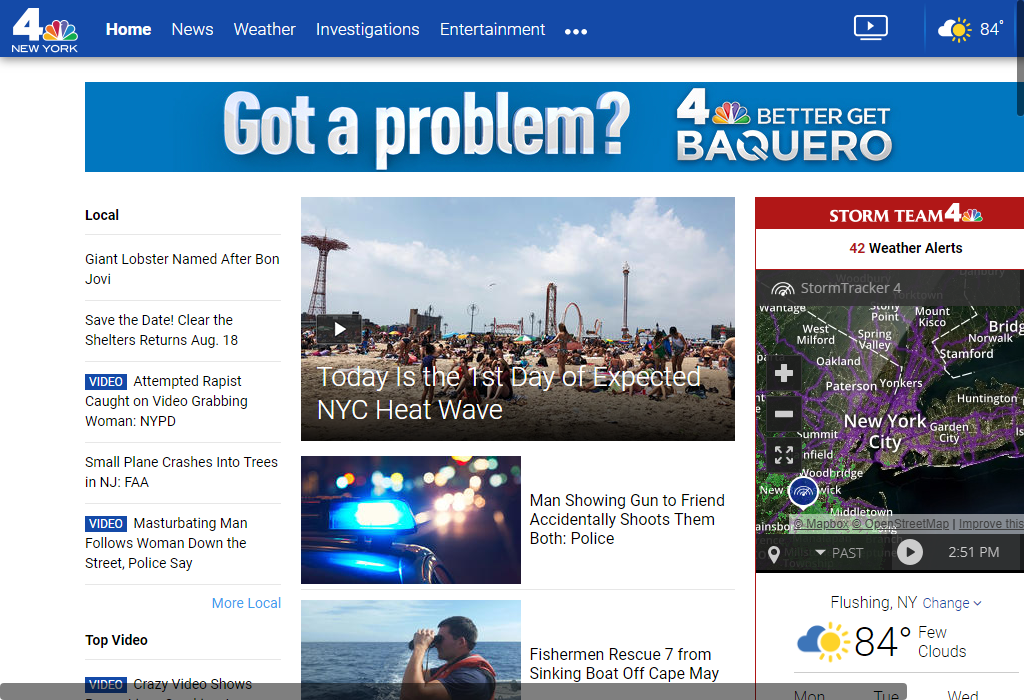 4
NEW YORK
Home News Weather Investigations Entertainment
84°
Got a problem?
4 BETTER GET
BAQUERO
Local
Giant Lobster Named After Bon
Jovi
Save the Date! Clear the
Shelters Returns Aug. 18
VIDEO Attempted Rapist
Caught on Video Grabbing
Woman: NYPD
Small Plane Crashes Into Trees
in NJ: FAA
VIDEO Masturbating Man
Follows Woman Down the
Street, Police Say
More Local
Top Video
VIDEO Crazy Video Shows
Today Is the 1st Day of Expected
NYC Heat Wave
Man Showing Gun to Friend
Accidentally Shoots Them
Both: Police
Fishermen Rescue 7 from
Sinking Boat Off Cape May
STORM TEAM 4
42 Weather Alerts
StormTracker 4
Wantage
Stony
Point
Mount
Kisco
West
Milford
Spring
Valley
Bridg
Norwalk
Stamford
Oakland
Paterson
Yonkers
Huntington
New York
City
Garden
City
Summit
nfield
Woodbridge
New
wick
Middletown
ainsbo
© Mapbox © OpenStreetMap | Improve this
PAST
2:51 PM
Flushing, NY Change
84° Few
Clouds
Mon Tue Wed